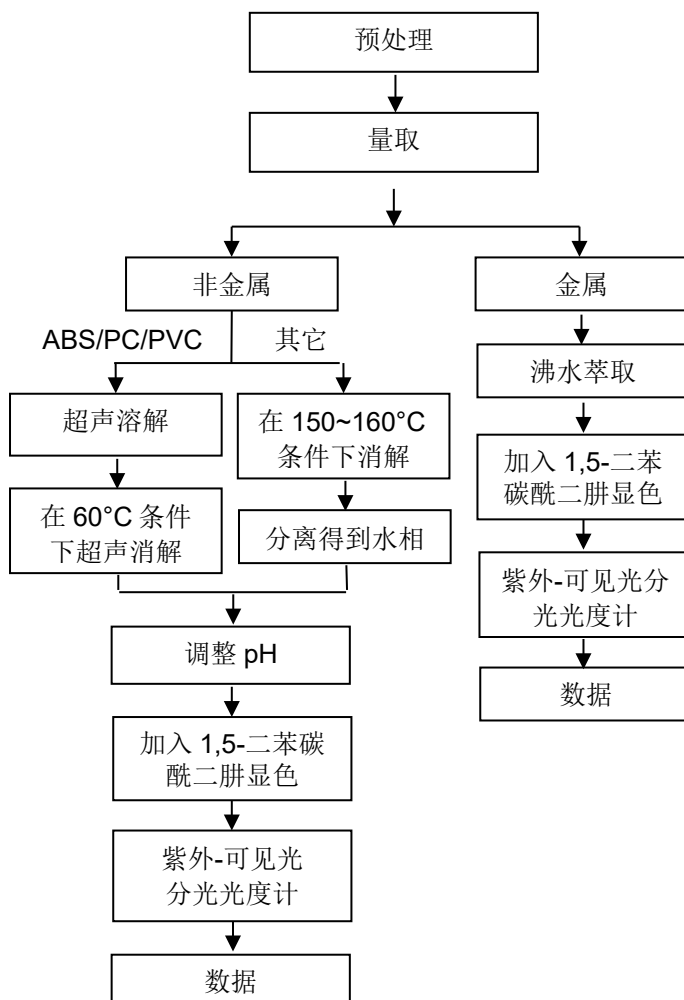 预处理
量取
非金属
金属
ABS/PC/PVC
其它
沸水萃取
超声溶解
在 150~160°C
条件下消解
加入 1,5-二苯
碳酰二肼显色
在 60°C 条件
下超声消解
分离得到水相
紫外-可见光分
光光度计
调整 pH
数据
加入 1,5-二苯碳
酰二肼显色
紫外-可见光
分光光度计
数据